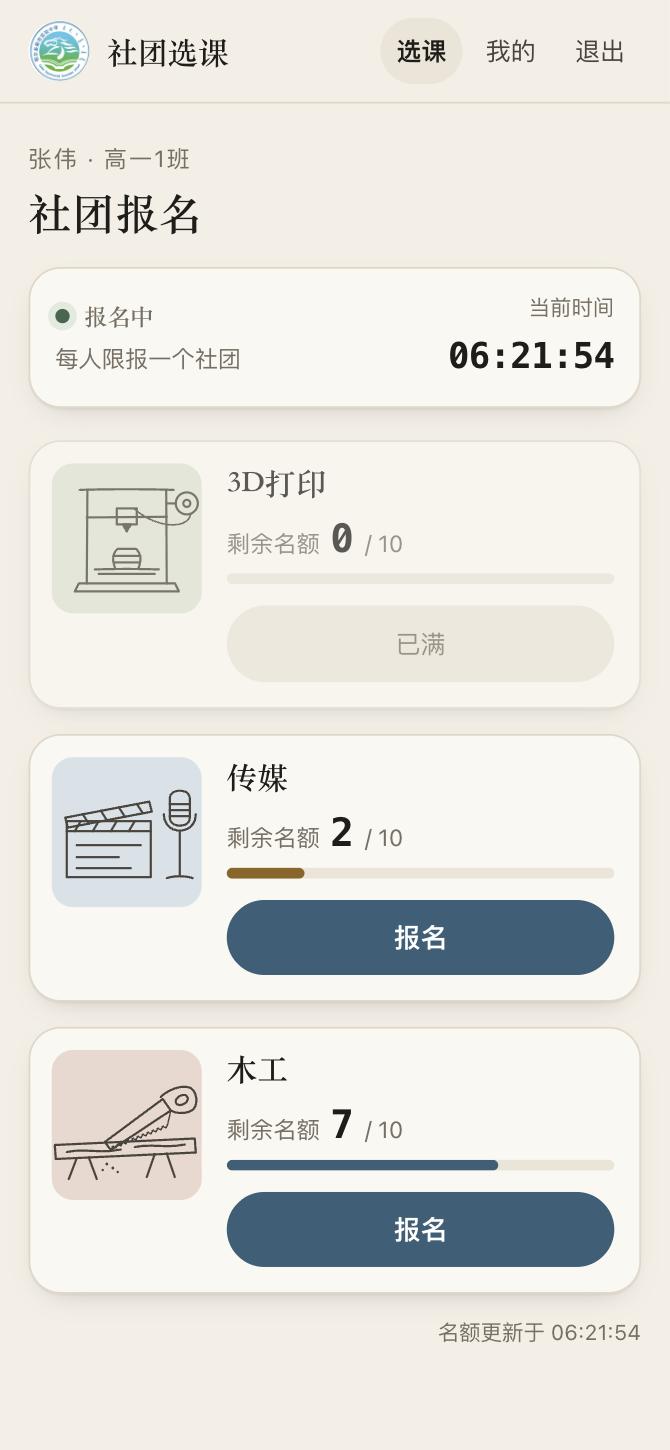 社团选课
选课 我的 退出
张伟 · 高一1班
社团报名
报名中
每人限报一个社团
当前时间
06:21:54
3D打印
剩余名额 0 / 10
已满
传媒
剩余名额 2 / 10
报名
木工
剩余名额 7 / 10
报名
名额更新于 06:21:54